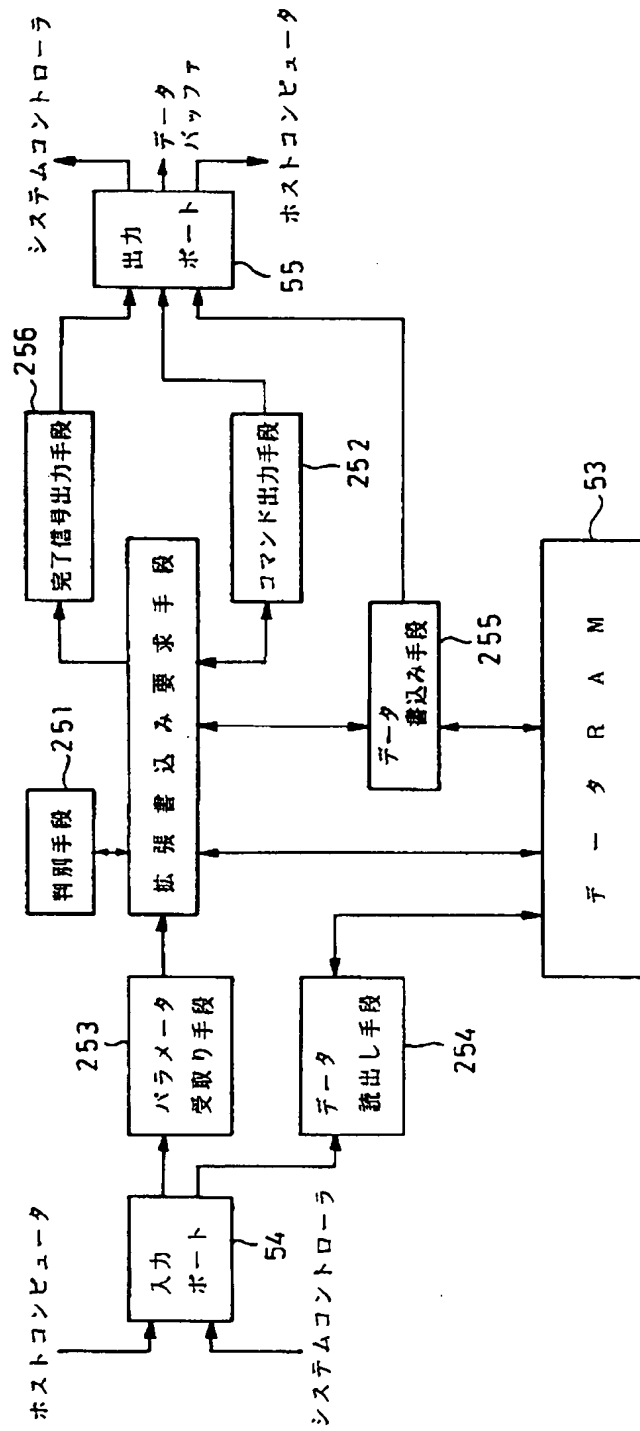 ホストコンピュータ
システムコントローラ
入力
ポート
54
パラメータ
受取り手段
253
データ
読出し手段
254
判別手段
251
拡張書込み要求手段
完了信号出力手段
256
コマンド出力手段
252
データ
書込み手段
255
データRAM
53
出力
ポート
55
システムコントローラ
データ
バッファ
ホストコンピュータ